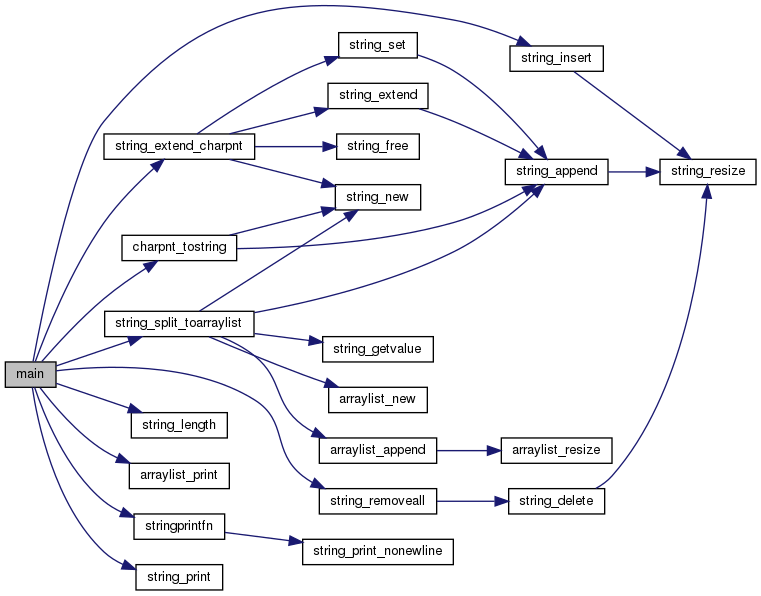 string_set
string_insert
string_extend
string_extend_charpnt
string_free
string_append
string_resize
string_new
charpnt_tostring
string_split_toarraylist
string_getvalue
main
arraylist_new
string_length
arraylist_append
arraylist_resize
arraylist_print
string_removeall
string_delete
stringprintfn
string_print_nonewline
string_print